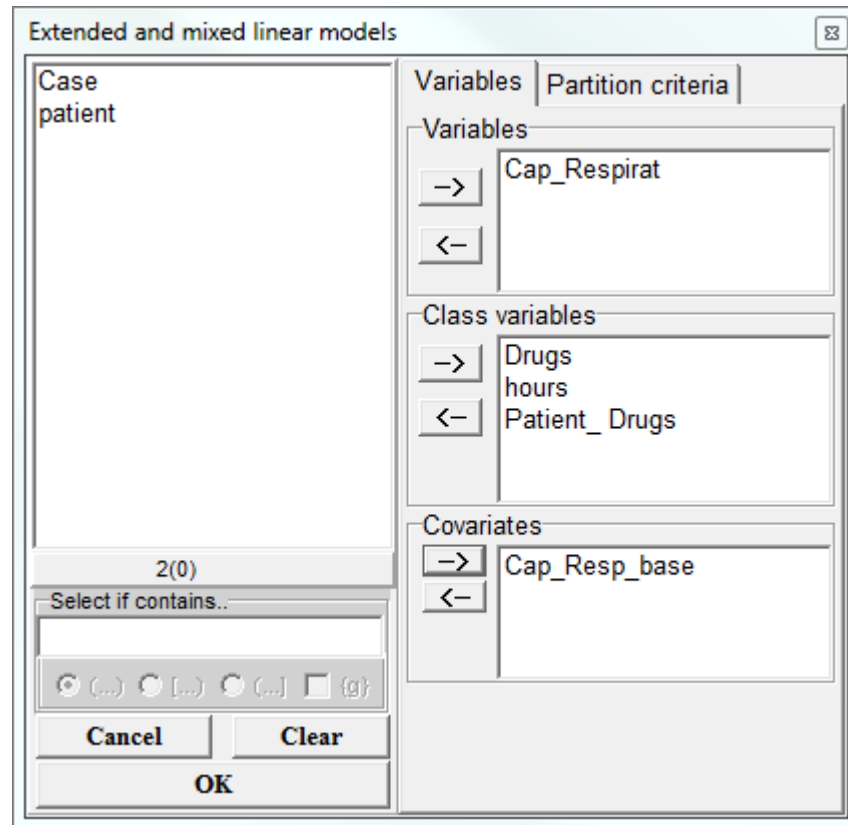 Extended and mixed linear models
Case
patient
2(0)
Select if contains..
(...) [...) (...] {g}
Cancel Clear
OK
Variables Partition criteria
Variables
-->
Cap_Respirat
<--
Class variables
-->
Drugs
hours
<--
Patient_ Drugs
Covariates
-->
Cap_Resp_base
<--